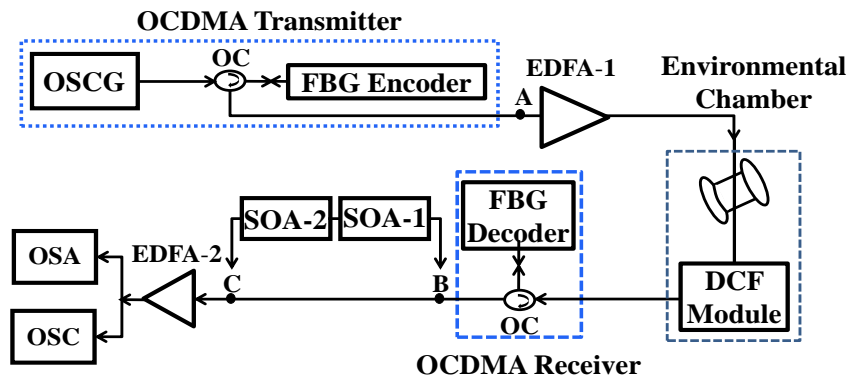 OCDMA Transmitter
OSCG
OC
FBG Encoder
A
EDFA-1
Environmental
Chamber
SOA-2
SOA-1
FBG
Decoder
OSA
EDFA-2
C
B
DCF
Module
OSC
OC
OCDMA Receiver